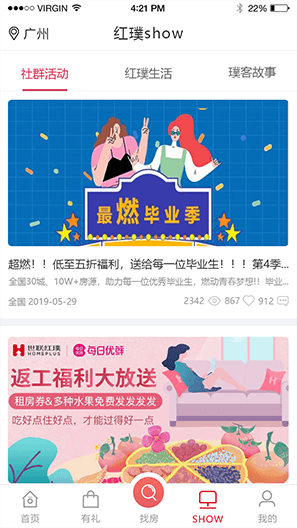 VIRGIN 4:21 PM 22%
广州 红璞show
社群活动 红璞生活 璞客故事
最燃毕业季
超燃！！低至五折福利，送给每一位毕业生！！！第4季...
全国30城，10W+房源，助力每一位优秀毕业生，燃动青春梦想!! 毕业...
全国 2019-05-29 2342 867 912
世联红璞 每日优鲜
HOMEPLUS
返工福利大放送
租房券&多种水果免费发发发发
吃好点住好点，才能过得好一点
首页 有礼 找房 SHOW 我的